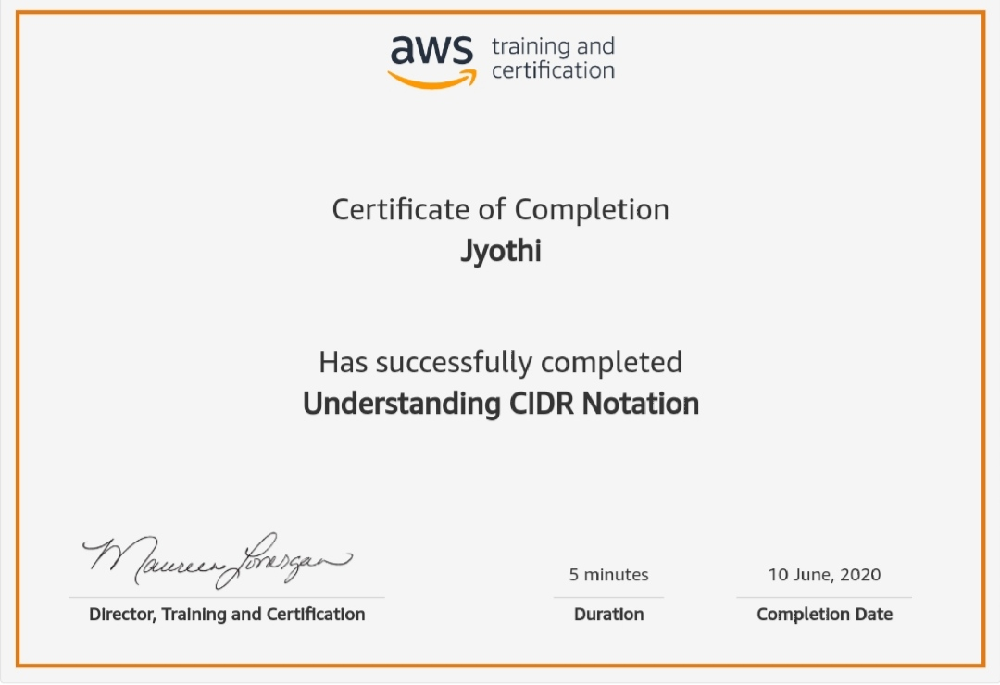 aws training and
certification
Certificate of Completion
Jyothi
Has successfully completed
Understanding CIDR Notation
Maureen Lonergan
5 minutes
10 June, 2020
Director, Training and Certification
Duration
Completion Date